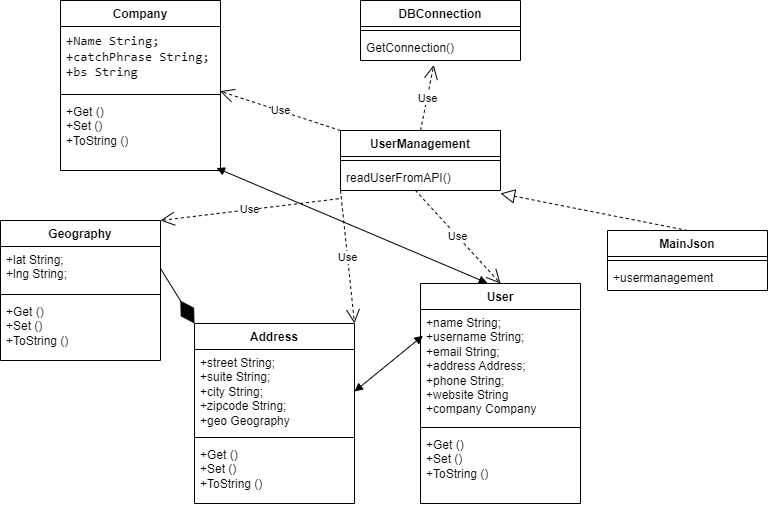 Company
+Name String;
+catchPhrase String;
+bs String
+Get ()
+Set ()
+ToString ()
DBConnection
GetConnection()
Use
Use
UserManagement
readUserFromAPI()
Use
Use
Use
Geography
+lat String;
+lng String;
+Get ()
+Set ()
+ToString ()
MainJson
+usermanagement
Address
+street String;
+suite String;
+city String;
+zipcode String;
+geo Geography
+Get ()
+Set ()
+ToString ()
User
+name String;
+username String;
+email String;
+address Address;
+phone String;
+website String
+company Company
+Get ()
+Set ()
+ToString ()